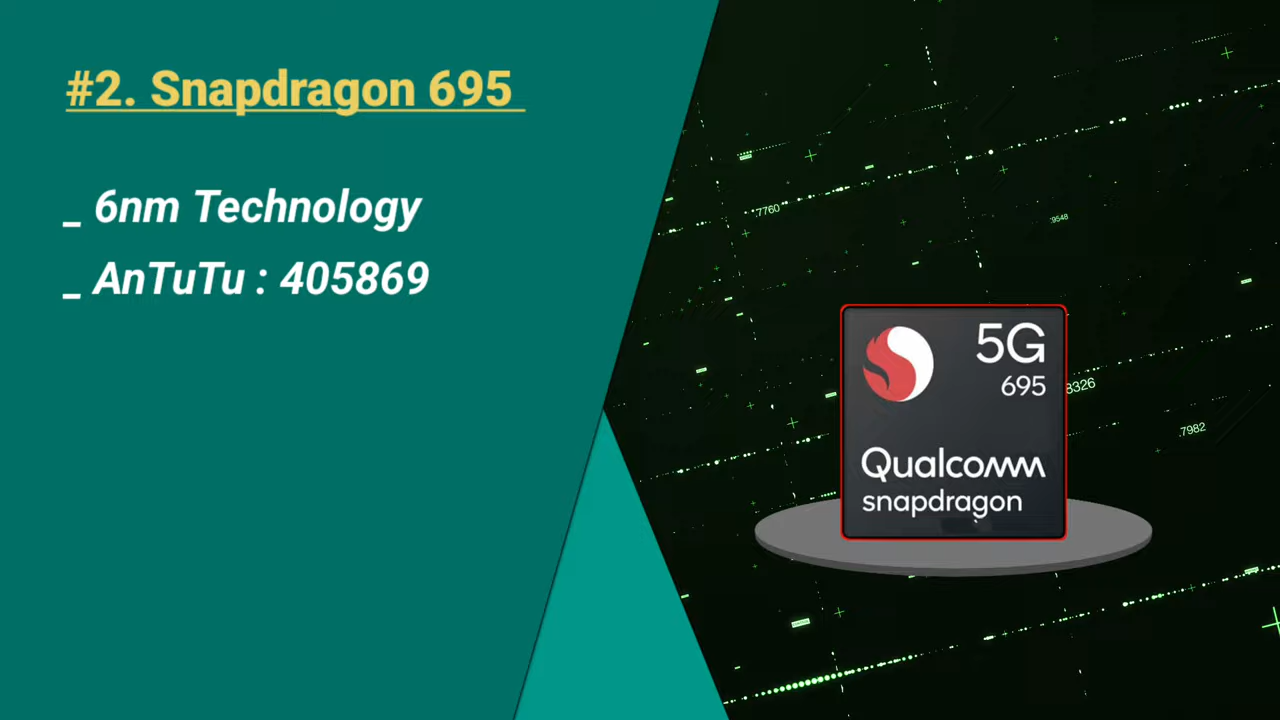 #2. Snapdragon 695
_ 6nm Technology
_ AnTuTu : 405869
.7760
.9548
8326
.7982
5G
695
Qualcomm
snapdragon